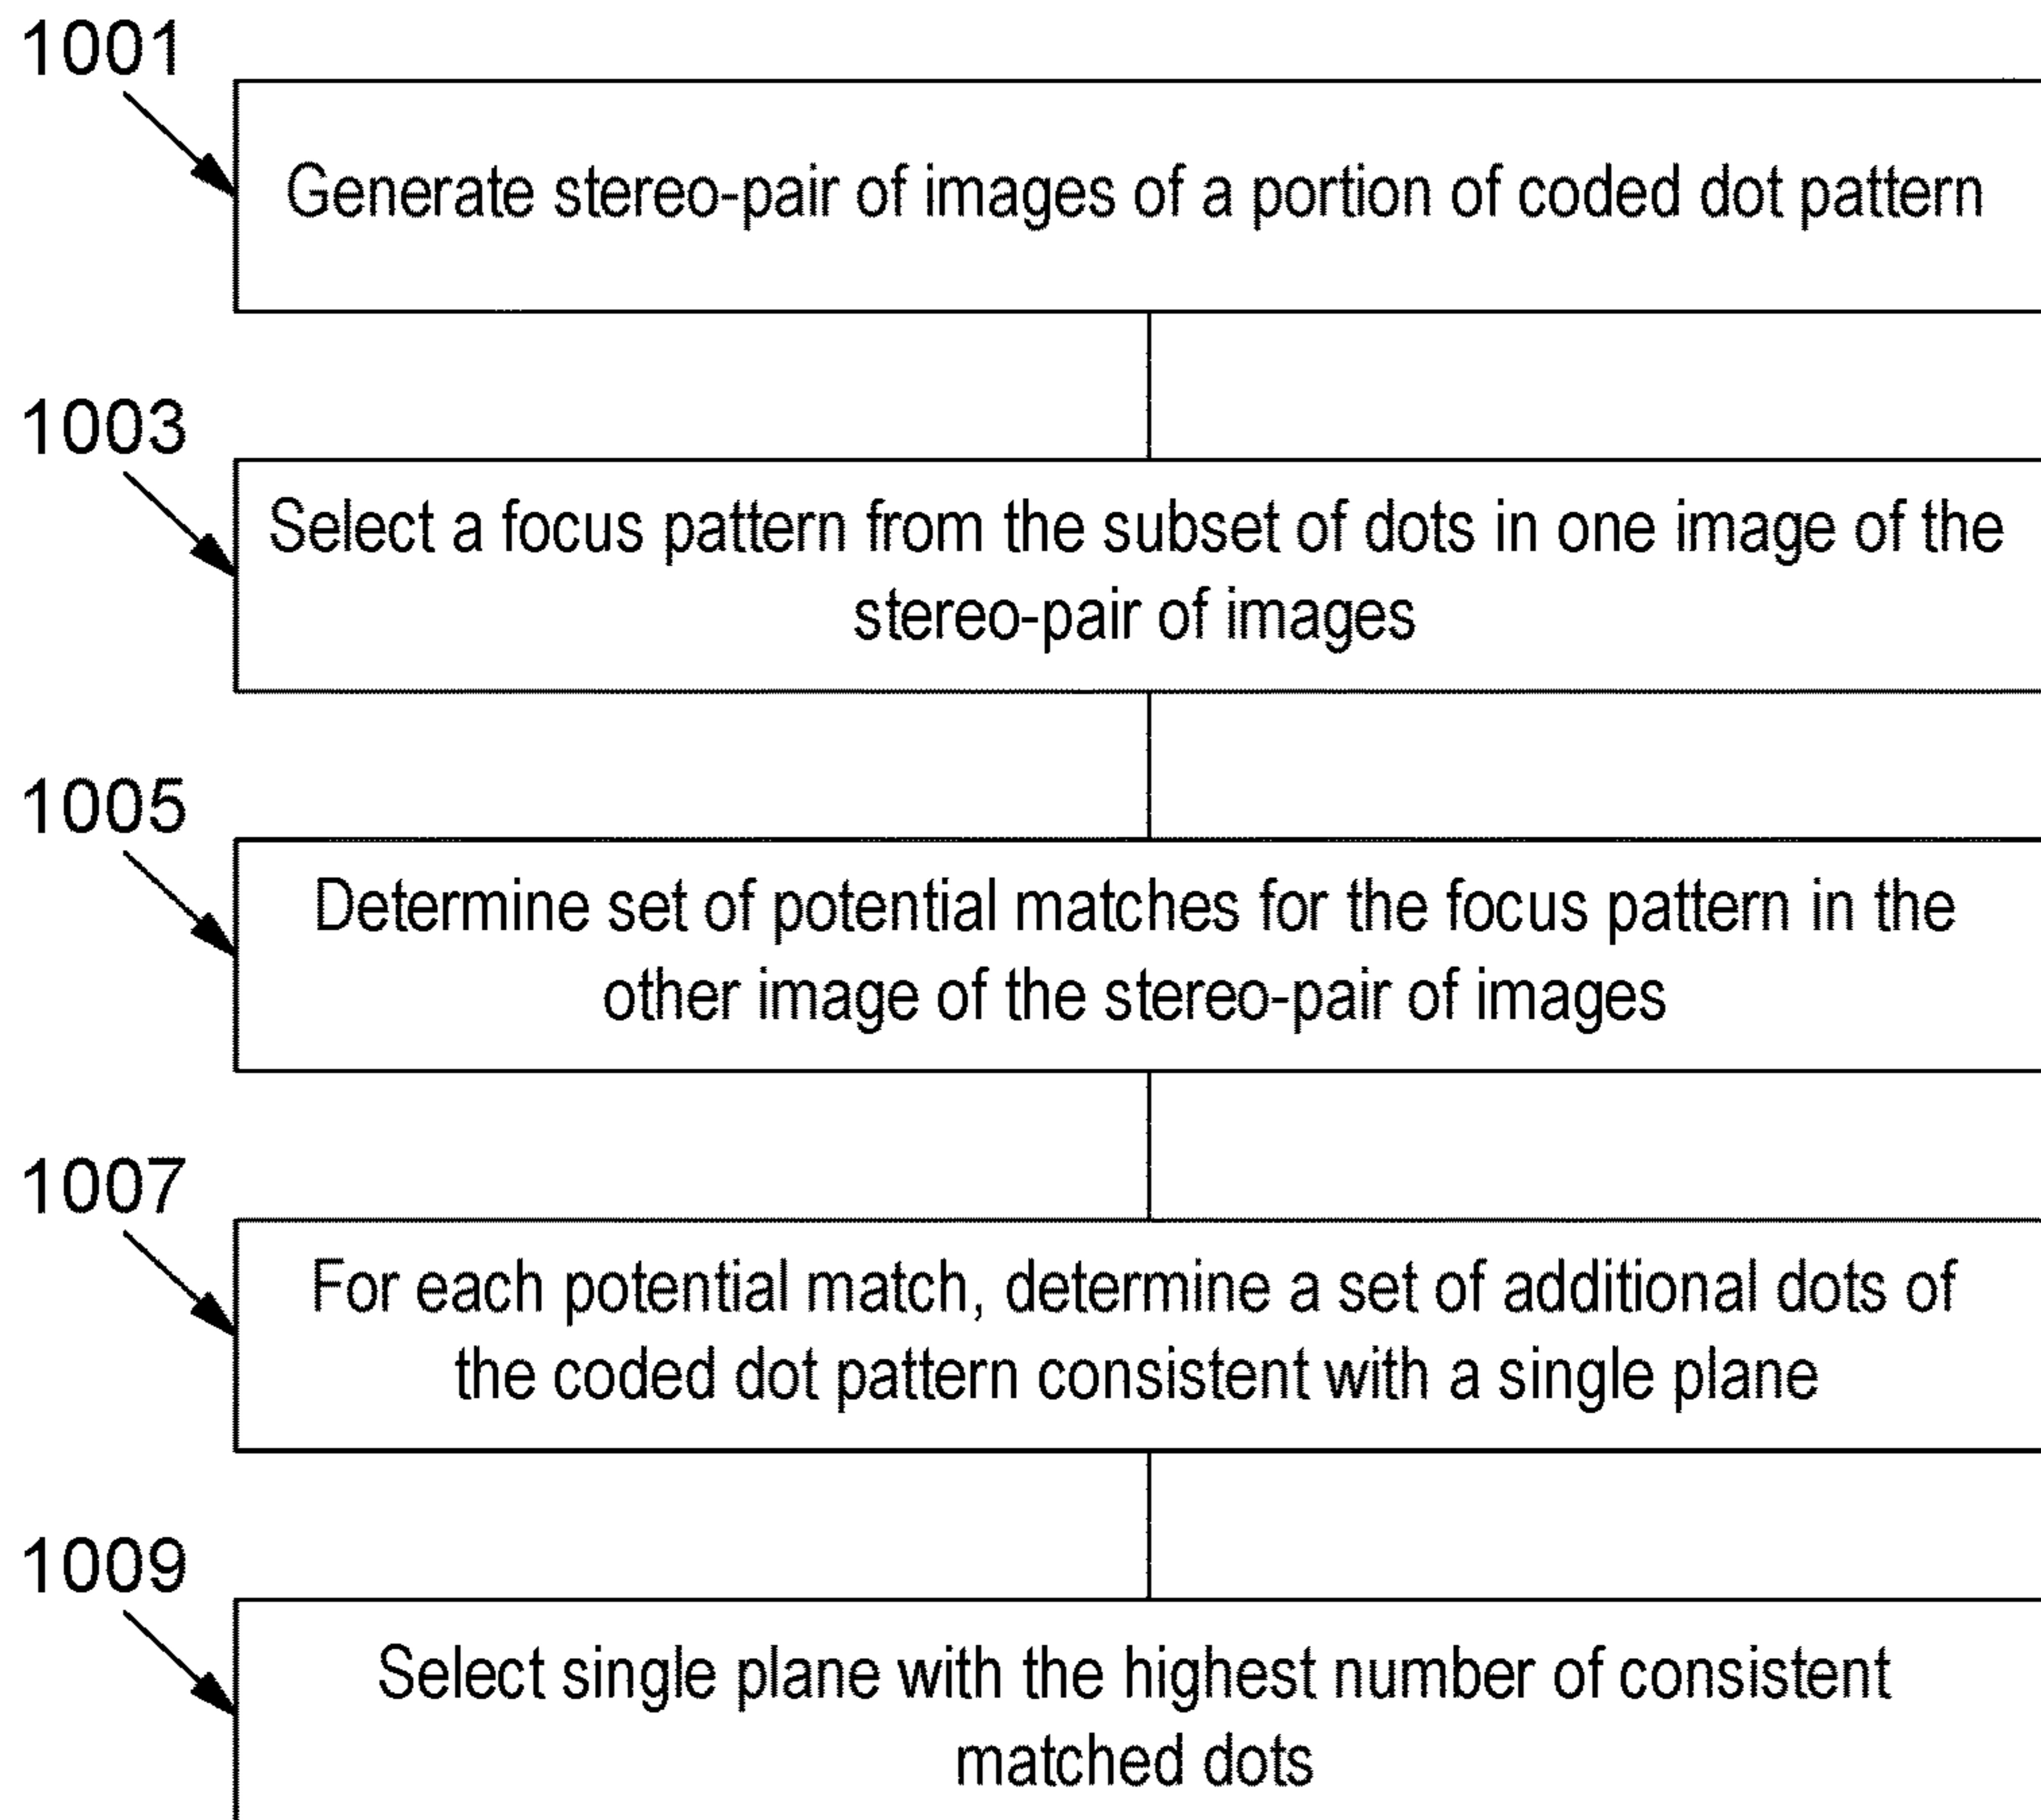 1001
Generate stereo-pair of images of a portion of coded dot pattern
1003
Select a focus pattern from the subset of dots in one image of the
stereo-pair of images
1005
Determine set of potential matches for the focus pattern in the
other image of the stereo-pair of images
1007
For each potential match, determine a set of additional dots of
the coded dot pattern consistent with a single plane
1009
Select single plane with the highest number of consistent
matched dots